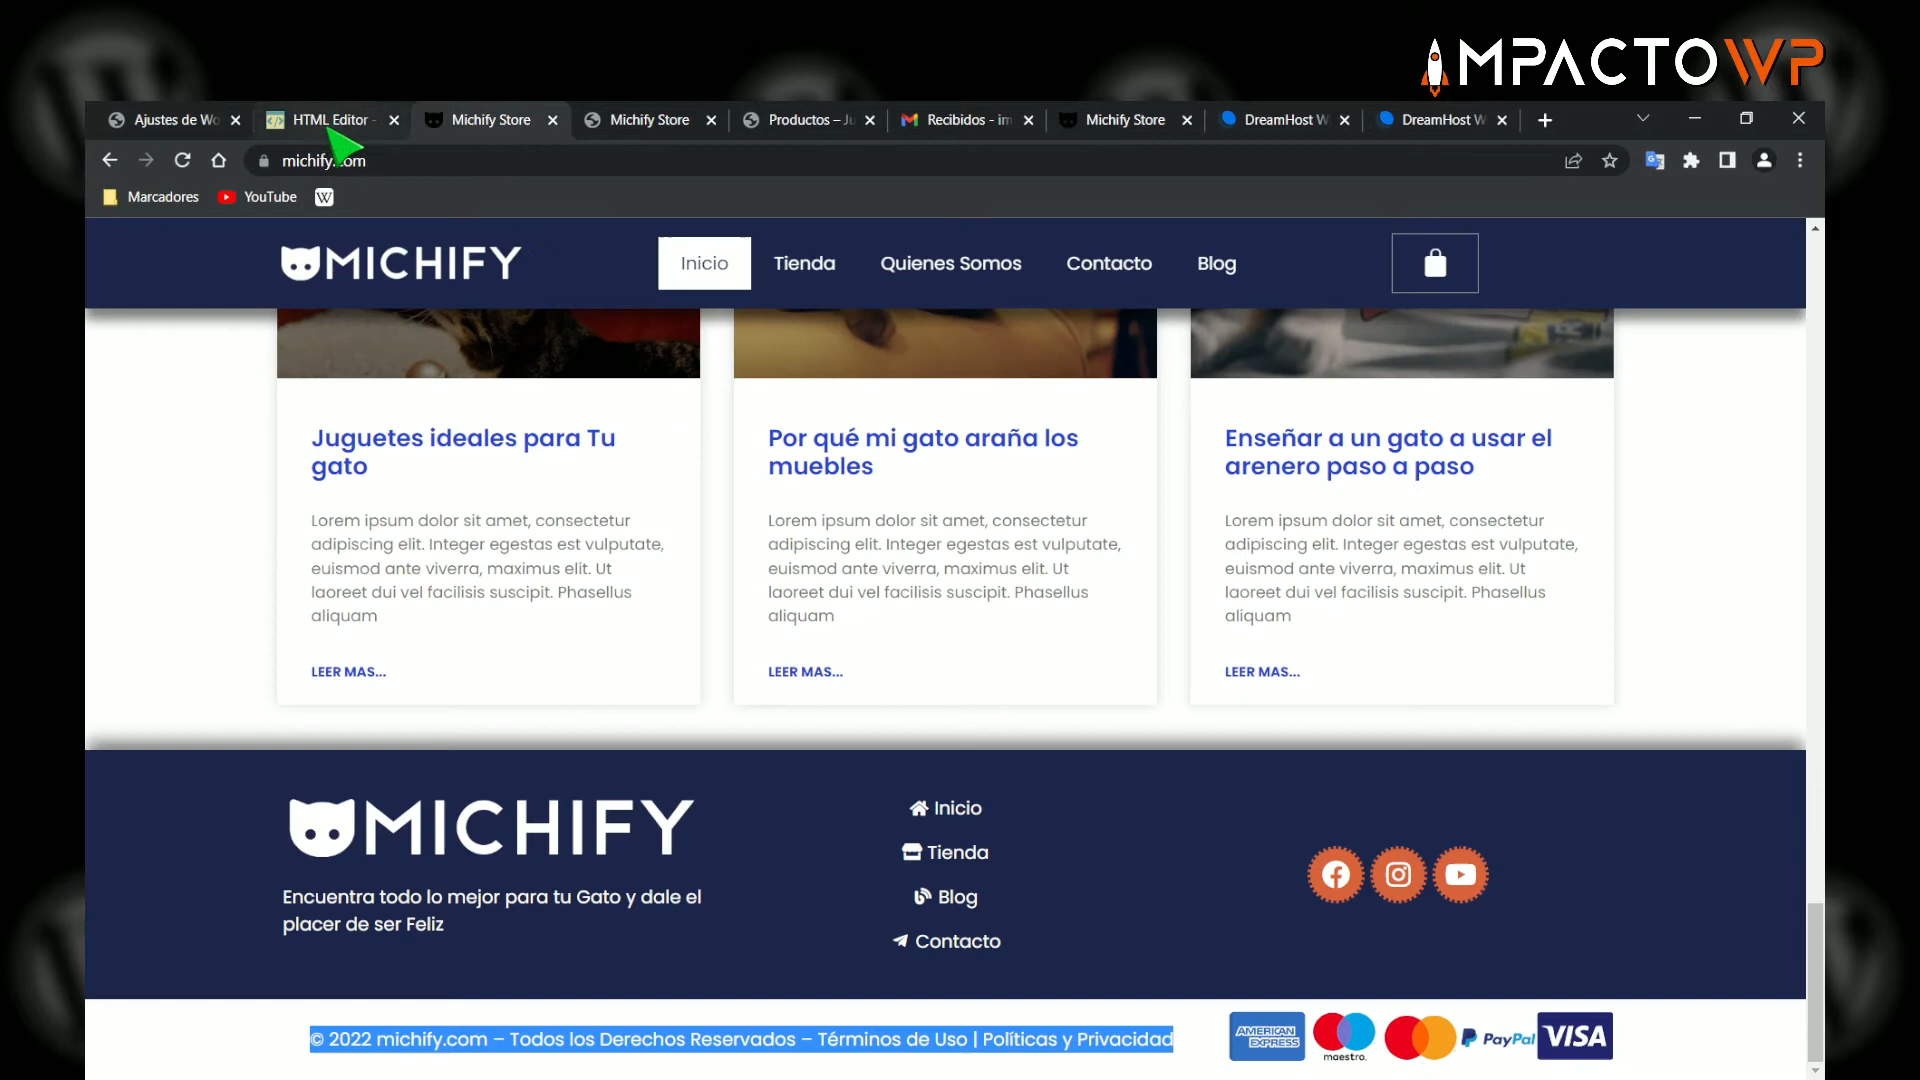 IMPACTOWP
Ajustes de Wo
HTML Editor -
Michify Store
Michify Store
Productos – Ju
Recibidos - im
Michify Store
DreamHost W
DreamHost W
michify.com
Marcadores
YouTube
W
MICHIFY
Inicio
Tienda
Quienes Somos
Contacto
Blog
Juguetes ideales para Tu
gato
Lorem ipsum dolor sit amet, consectetur
adipiscing elit. Integer egestas est vulputate,
euismod ante viverra, maximus elit. Ut
laoreet dui vel facilisis suscipit. Phasellus
aliquam
LEER MAS...
Por qué mi gato araña los
muebles
Lorem ipsum dolor sit amet, consectetur
adipiscing elit. Integer egestas est vulputate,
euismod ante viverra, maximus elit. Ut
laoreet dui vel facilisis suscipit. Phasellus
aliquam
LEER MAS...
Enseñar a un gato a usar el
arenero paso a paso
Lorem ipsum dolor sit amet, consectetur
adipiscing elit. Integer egestas est vulputate,
euismod ante viverra, maximus elit. Ut
laoreet dui vel facilisis suscipit. Phasellus
aliquam
LEER MAS...
MICHIFY
Encuentra todo lo mejor para tu Gato y dale el
placer de ser Feliz
Inicio
Tienda
Blog
Contacto
© 2022 michify.com – Todos los Derechos Reservados – Términos de Uso | Políticas y Privacidad
AMERICAN
EXPRESS
maestro.
PayPal
VISA